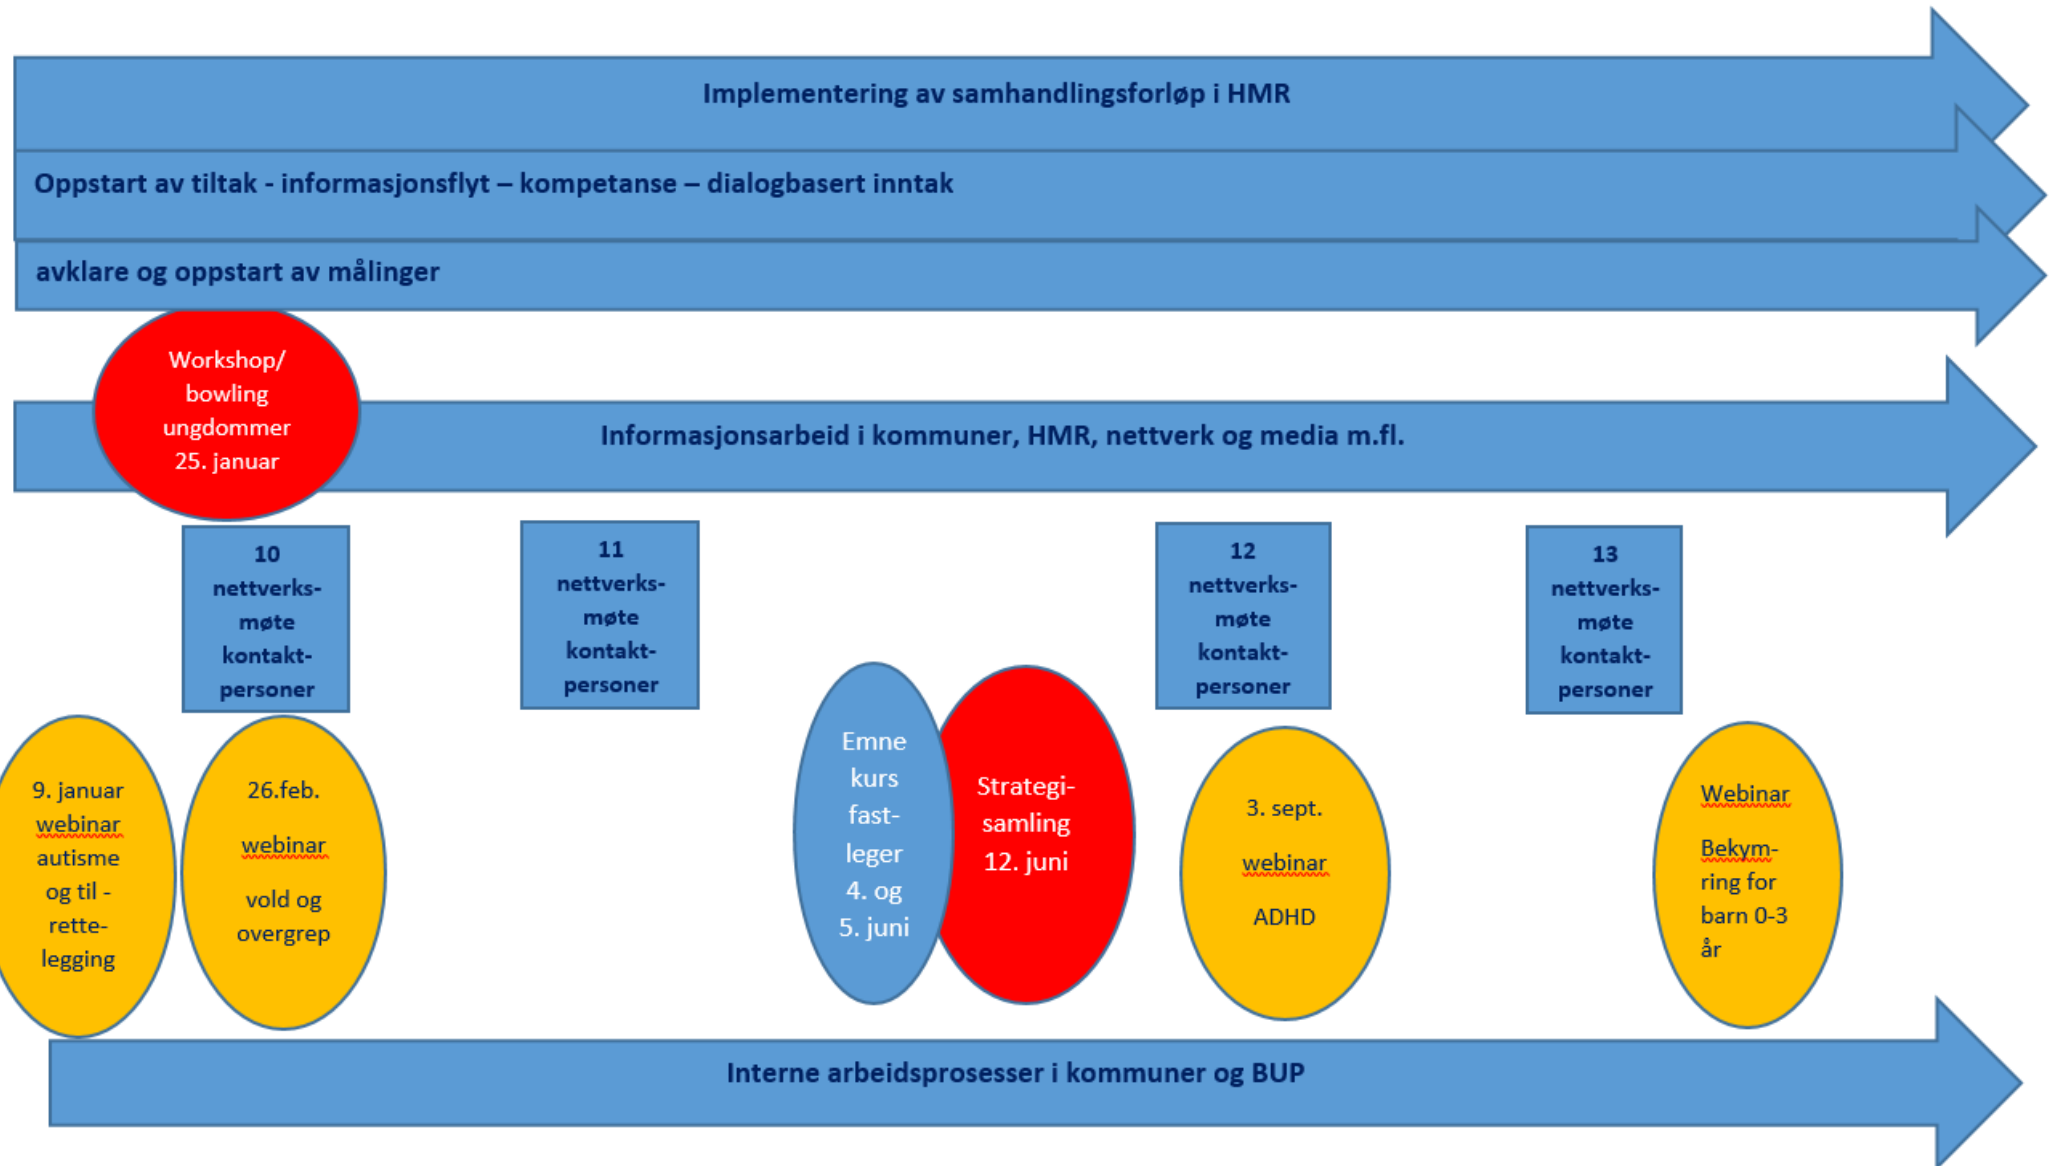 Implementering av samhandlingsforløp i HMR
Oppstart av tiltak - informasjonsflyt – kompetanse – dialogbasert inntak
avklare og oppstart av målinger
Workshop/
bowling
ungdommer
25. januar
Informasjonsarbeid i kommuner, HMR, nettverk og media m.fl.
10
nettverks-
møte
kontakt-
personer
11
nettverks-
møte
kontakt-
personer
12
nettverks-
møte
kontakt-
personer
13
nettverks-
møte
kontakt-
personer
9. januar
webinar
autisme
og til -
rette-
legging
26.feb.
webinar
vold og
overgrep
Emne
kurs
fast-
leger
4. og
5. juni
Strategi-
samling
12. juni
3. sept.
webinar
ADHD
Webinar
Bekym-
ring for
barn 0-3
år
Interne arbeidsprosesser i kommuner og BUP